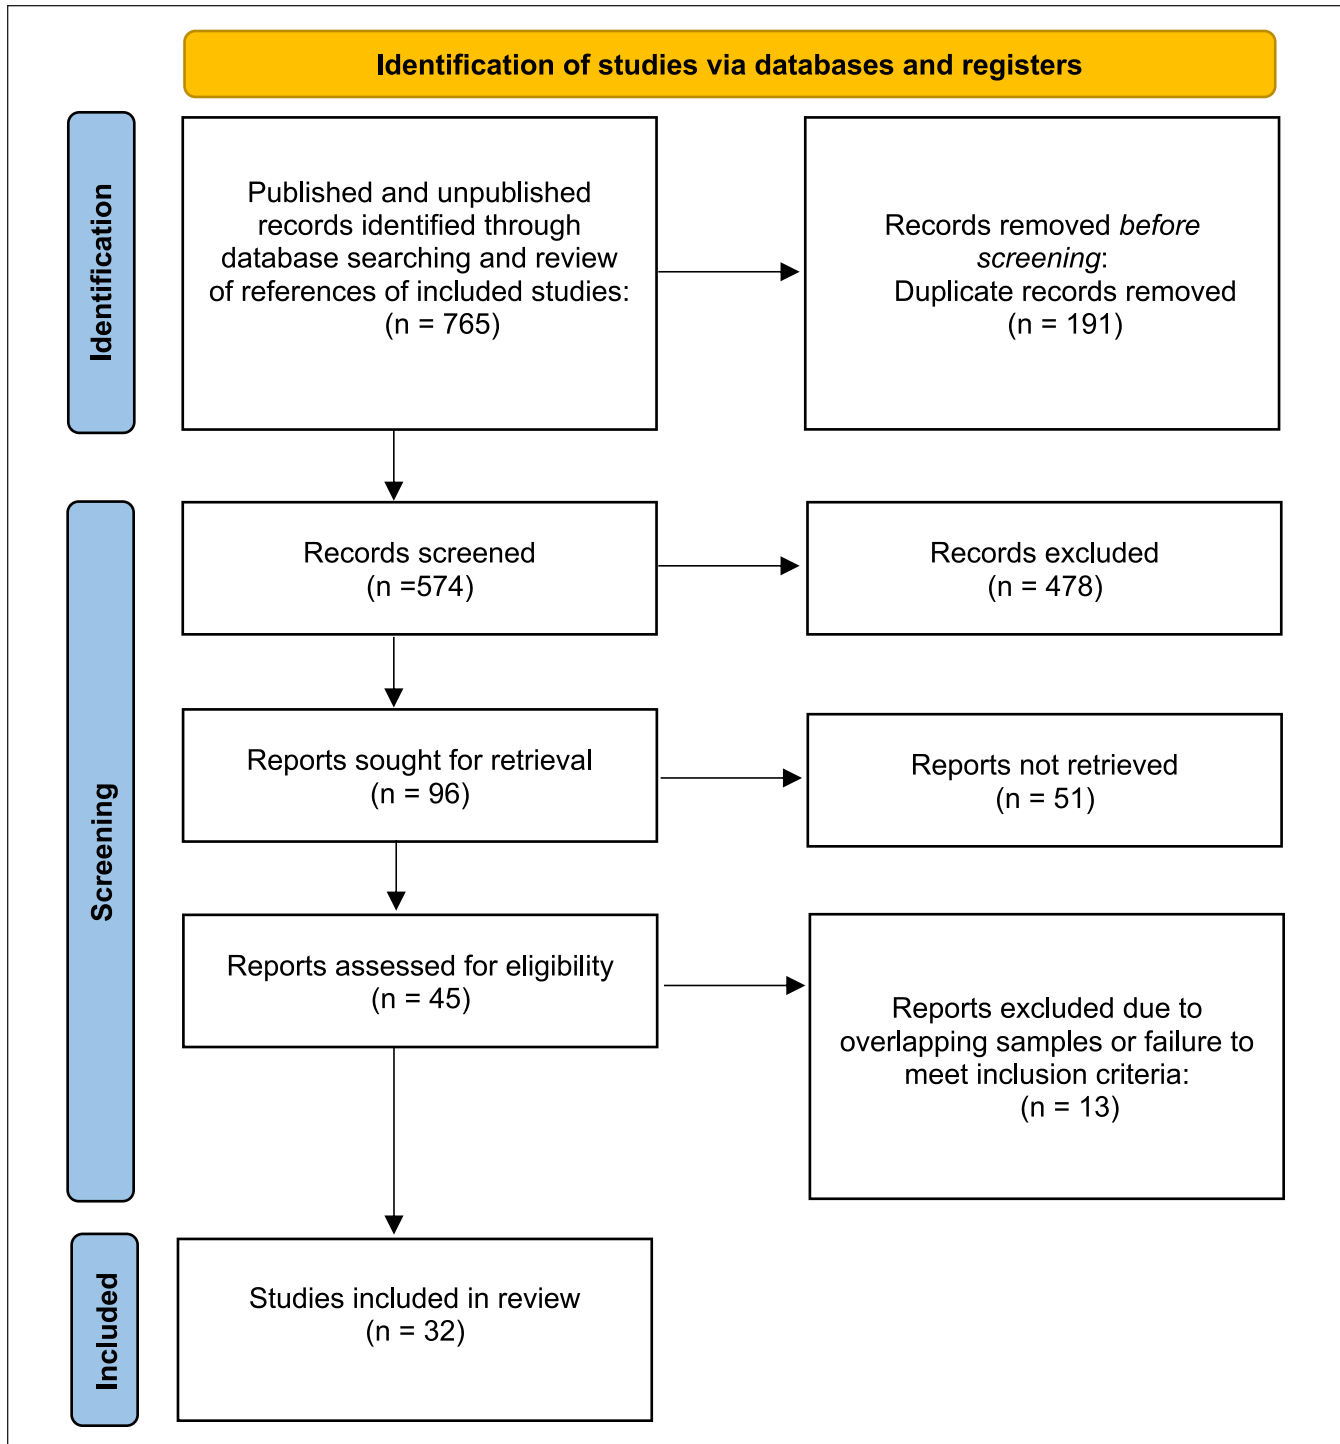 Identification of studies via databases and registers
Identification
Published and unpublished
records identified through
database searching and review
of references of included studies:
(n = 765)
Records removed before
screening:
Duplicate records removed
(n = 191)
Screening
Records screened
(n =574)
Records excluded
(n = 478)
Reports sought for retrieval
(n = 96)
Reports not retrieved
(n = 51)
Reports assessed for eligibility
(n = 45)
Reports excluded due to
overlapping samples or failure to
meet inclusion criteria:
(n = 13)
Included
Studies included in review
(n = 32)